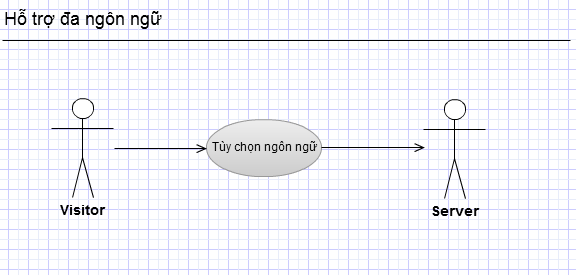 Hỗ trợ đa ngôn ngữ
Tùy chọn ngôn ngữ
Visitor
Server